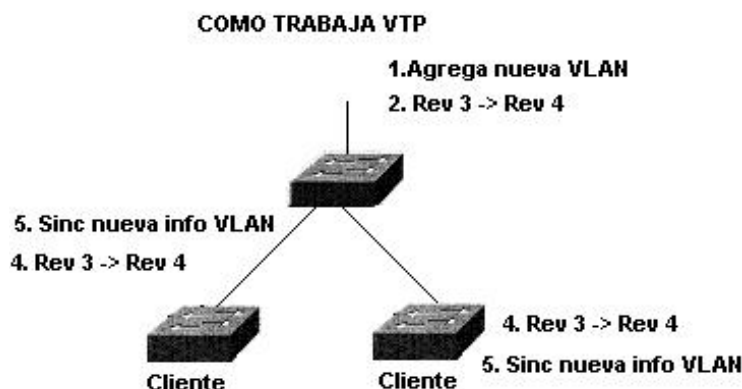 COMO TRABAJA VTP
1.Agrega nueva VLAN
2. Rev 3 -> Rev 4
5. Sinc nueva info VLAN
4. Rev 3 -> Rev 4
Cliente
Cliente
4. Rev 3 -> Rev 4
5. Sinc nueva info VLAN